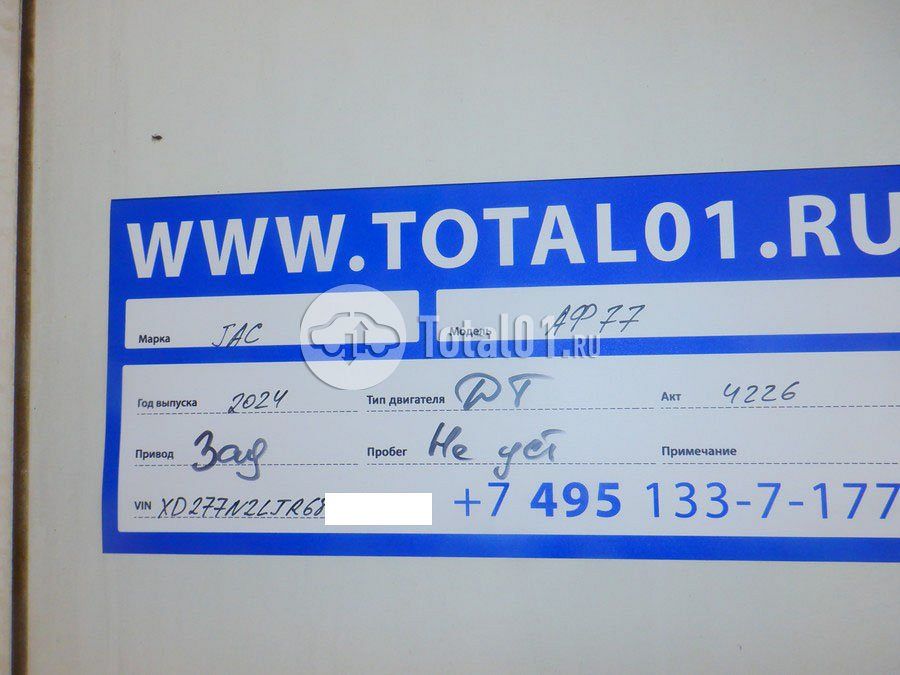 WWW.TOTAL01.RU
Марка JAC Модель АФ77
Total01.RU
Год выпуска 2024 Тип двигателя ДТ Акт 4226
Привод Зад Пробег Не уст Примечание
VIN XD277N2LJR68 +7 495 133-7-177